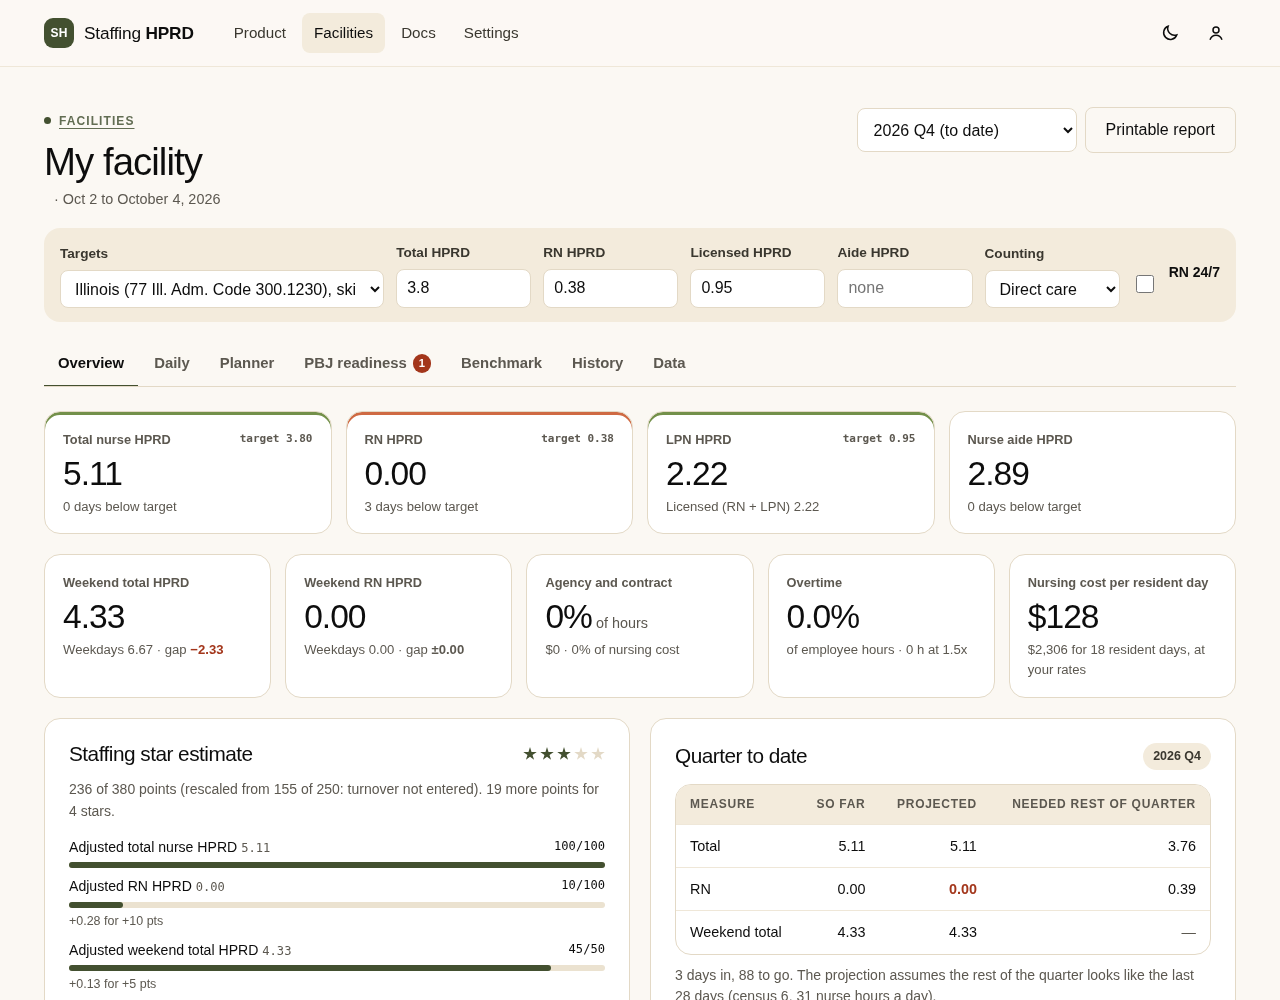 SH Staffing HPRD Product Facilities Docs Settings
FACILITIES
My facility
· Oct 2 to October 4, 2026
2026 Q4 (to date) Printable report
Targets Total HPRD RN HPRD Licensed HPRD Aide HPRD Counting
Illinois (77 Ill. Adm. Code 300.1230), ski 3.8 0.38 0.95 none Direct care RN 24/7
Overview Daily Planner PBJ readiness 1 Benchmark History Data
Total nurse HPRD target 3.80
5.11
0 days below target
RN HPRD target 0.38
0.00
3 days below target
LPN HPRD target 0.95
2.22
Licensed (RN + LPN) 2.22
Nurse aide HPRD
2.89
0 days below target
Weekend total HPRD
4.33
Weekdays 6.67 · gap −2.33
Weekend RN HPRD
0.00
Weekdays 0.00 · gap ±0.00
Agency and contract
0% of hours
$0 · 0% of nursing cost
Overtime
0.0%
of employee hours · 0 h at 1.5x
Nursing cost per resident day
$128
$2,306 for 18 resident days, at
your rates
Staffing star estimate ★★★★★
236 of 380 points (rescaled from 155 of 250: turnover not entered). 19 more points for
4 stars.
Adjusted total nurse HPRD 5.11 100/100
Adjusted RN HPRD 0.00 10/100
+0.28 for +10 pts
Adjusted weekend total HPRD 4.33 45/50
+0.13 for +5 pts
Quarter to date 2026 Q4
MEASURE SO FAR PROJECTED NEEDED REST OF QUARTER
Total 5.11 5.11 3.76
RN 0.00 0.00 0.39
Weekend total 4.33 4.33 —
3 days in, 88 to go. The projection assumes the rest of the quarter looks like the last
28 days (census 6, 31 nurse hours a day).